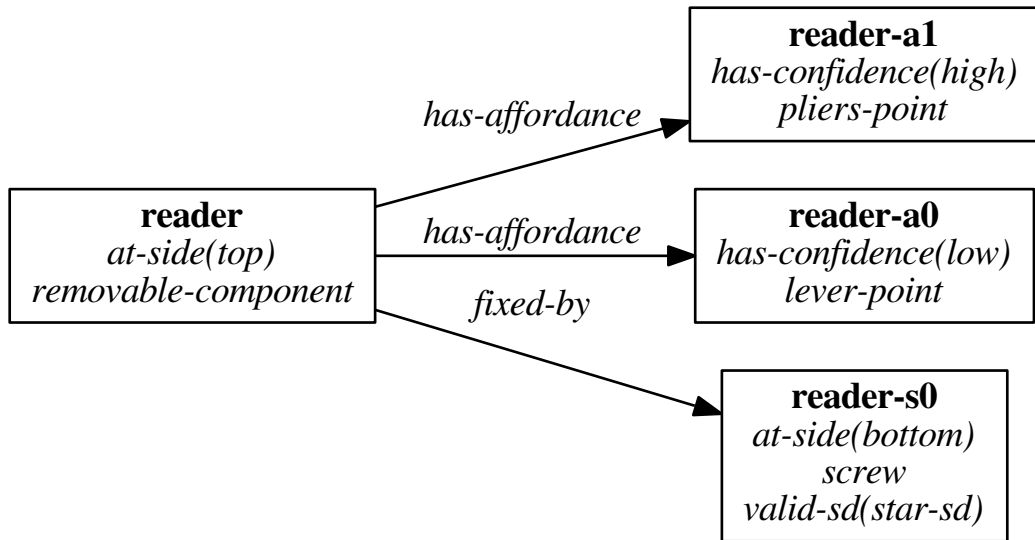 reader
at-side(top)
removable-component
has-affordance
has-affordance
fixed-by
reader-a1
has-confidence(high)
pliers-point
reader-a0
has-confidence(low)
lever-point
reader-s0
at-side(bottom)
screw
valid-sd(star-sd)